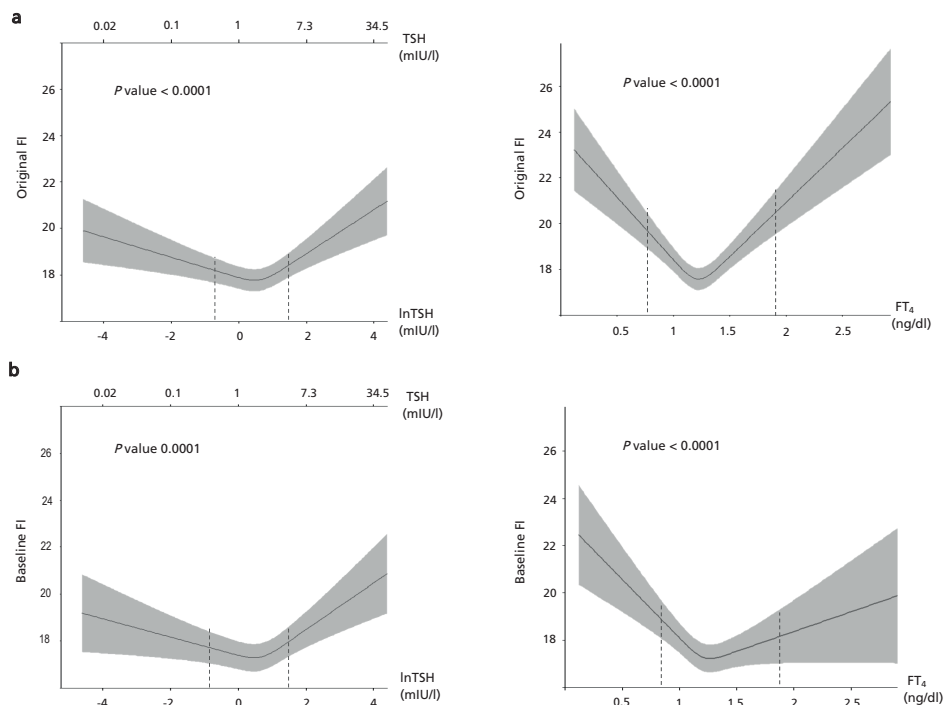 a
0.02 0.1 1 7.3 34.5 TSH
(mIU/l)
P value < 0.0001
Original FI
26
24
22
20
18
-4 -2 0 2 4
lnTSH
(mIU/l)
P value < 0.0001
Original FI
26
24
22
20
18
0.5 1 1.5 2 2.5
FT4
(ng/dl)
b
0.02 0.1 1 7.3 34.5 TSH
(mIU/l)
P value 0.0001
Baseline FI
26
24
22
20
18
-4 -2 0 2 4
lnTSH
(mIU/l)
P value < 0.0001
Baseline FI
26
24
22
20
18
0.5 1 1.5 2 2.5
FT4
(ng/dl)